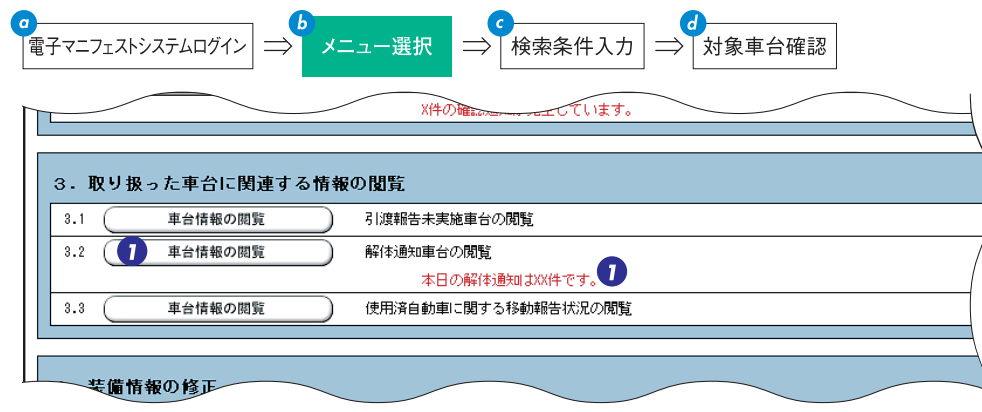 a b c d
電子マニフェストシステムログイン ⇒ メニュー選択 ⇒ 検索条件入力 ⇒ 対象車台確認
X件の確認通知が発生しています。
3．取り扱った車台に関連する情報の閲覧
3.1 車台情報の閲覧 引渡報告未実施車台の閲覧
3.2 1 車台情報の閲覧 解体通知車台の閲覧
本日の解体通知はXX件です。 1
3.3 車台情報の閲覧 使用済自動車に関する移動報告状況の閲覧
装備情報の修正